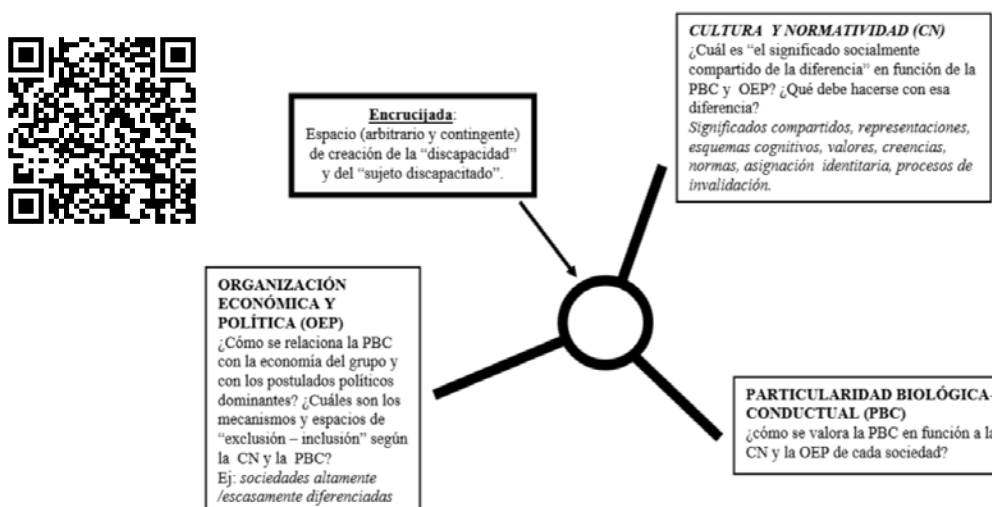 CULTURA Y NORMATIVIDAD (CN)
¿Cuál es “el significado socialmente
compartido de la diferencia” en función de la
PBC y OEP? ¿Qué debe hacerse con esa
diferencia?
Significados compartidos, representaciones,
esquemas cognitivos, valores, creencias,
normas, asignación identitaria, procesos de
invalidación.
Encrucijada:
Espacio (arbitrario y contingente)
de creación de la “discapacidad”
y del “sujeto discapacitado”.
ORGANIZACIÓN
ECONÓMICA Y
POLÍTICA (OEP)
¿Cómo se relaciona la PBC
con la economía del grupo y
con los postulados políticos
dominantes? ¿Cuáles son los
mecanismos y espacios de
“exclusión – inclusión” según
la CN y la PBC?
Ej: sociedades altamente
/escasamente diferenciadas
PARTICULARIDAD BIOLÓGICA-
CONDUCTUAL (PBC)
¿cómo se valora la PBC en función a la
CN y la OEP de cada sociedad?